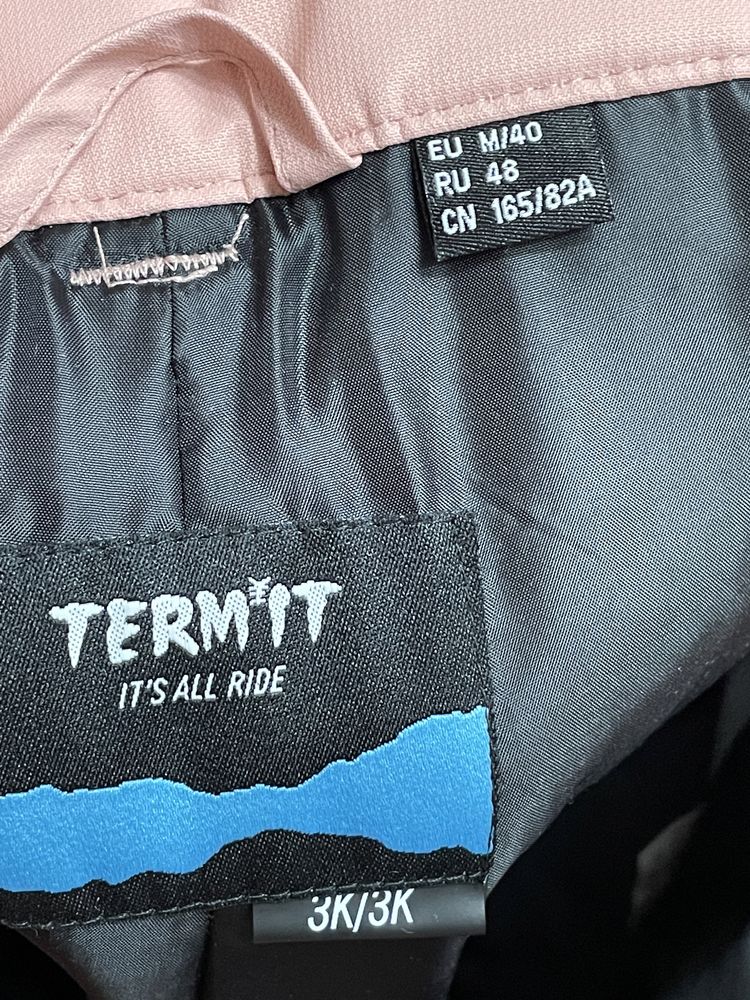 EU M/40
RU 48
CN 165/82A
TERMIT
IT'S ALL RIDE
3K/3K